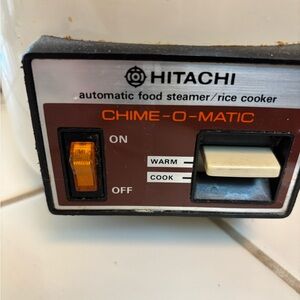 HITACHI
automatic food steamer/rice cooker
CHIME-O-MATIC
ON
WARM
COOK
OFF